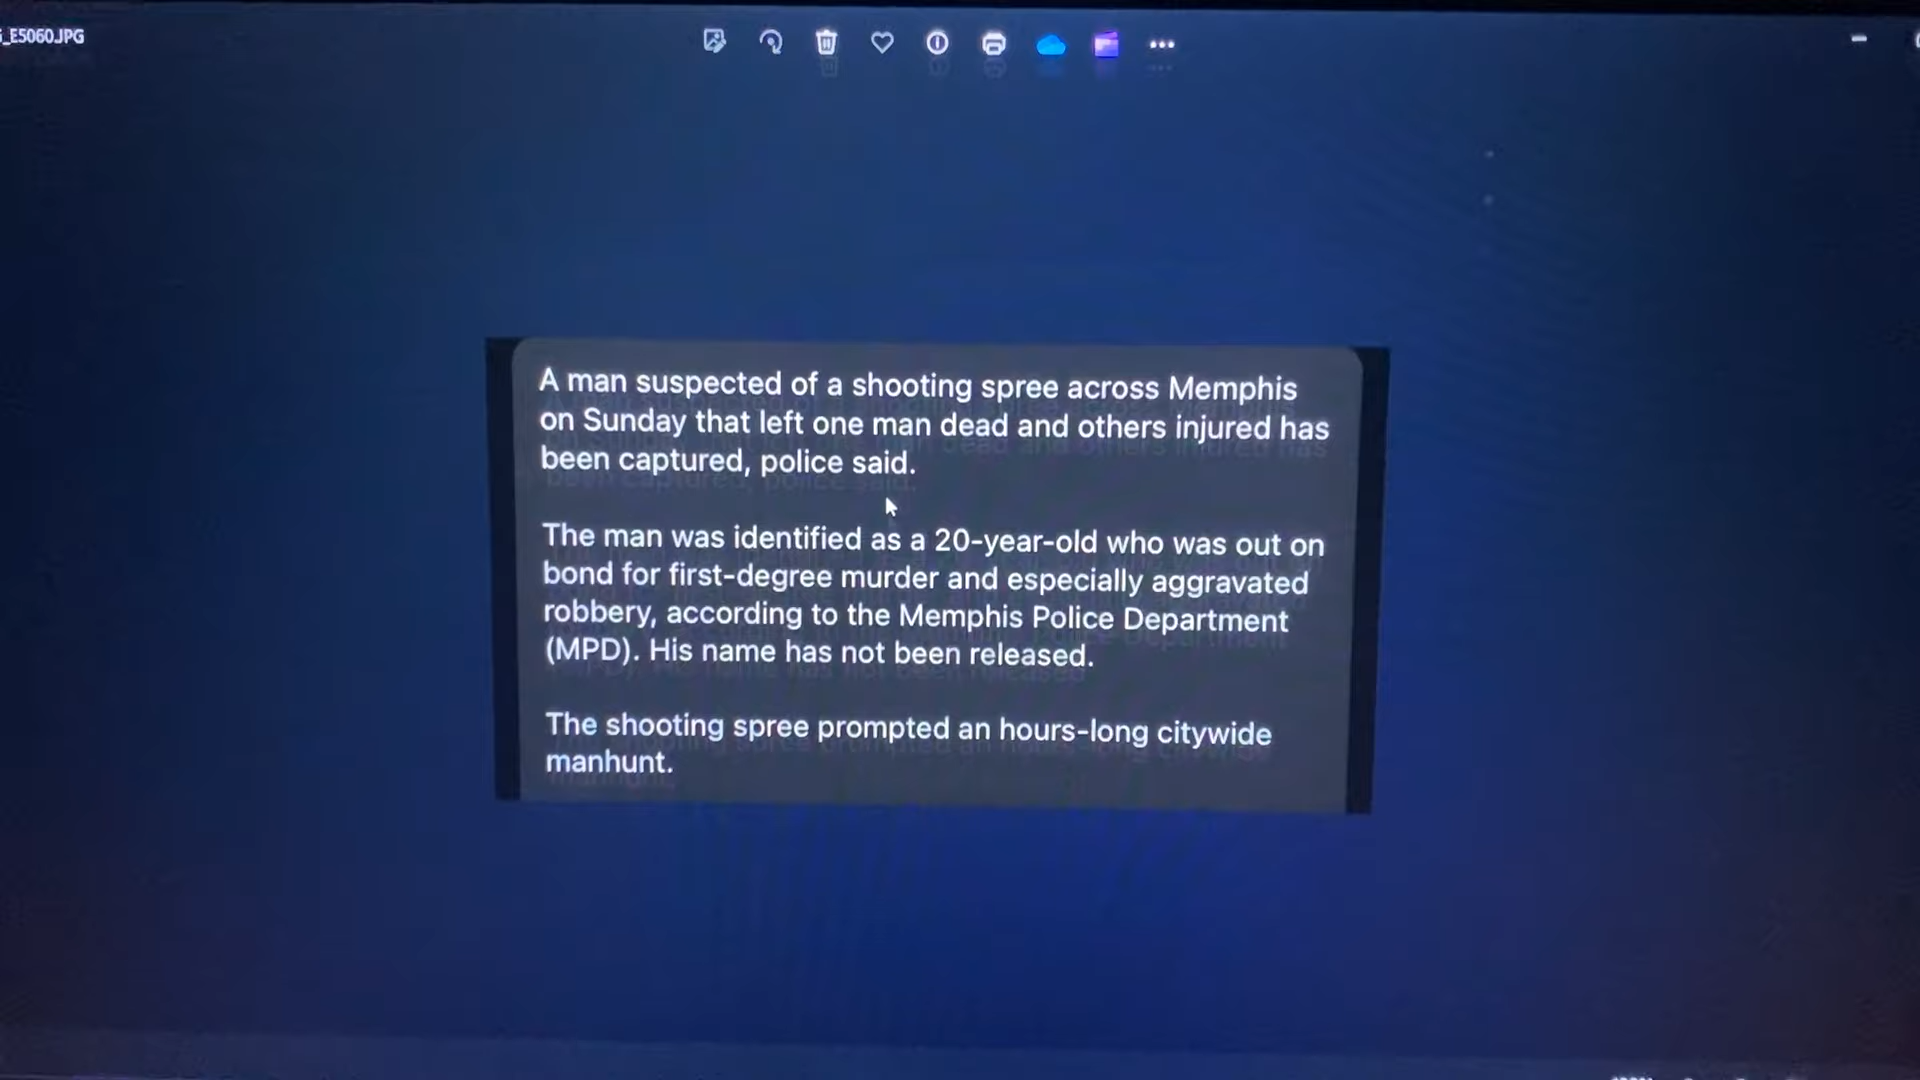 _E5060.JPG
A man suspected of a shooting spree across Memphis
on Sunday that left one man dead and others injured has
been captured, police said.
The man was identified as a 20-year-old who was out on
bond for first-degree murder and especially aggravated
robbery, according to the Memphis Police Department
(MPD). His name has not been released.
The shooting spree prompted an hours-long citywide
manhunt.